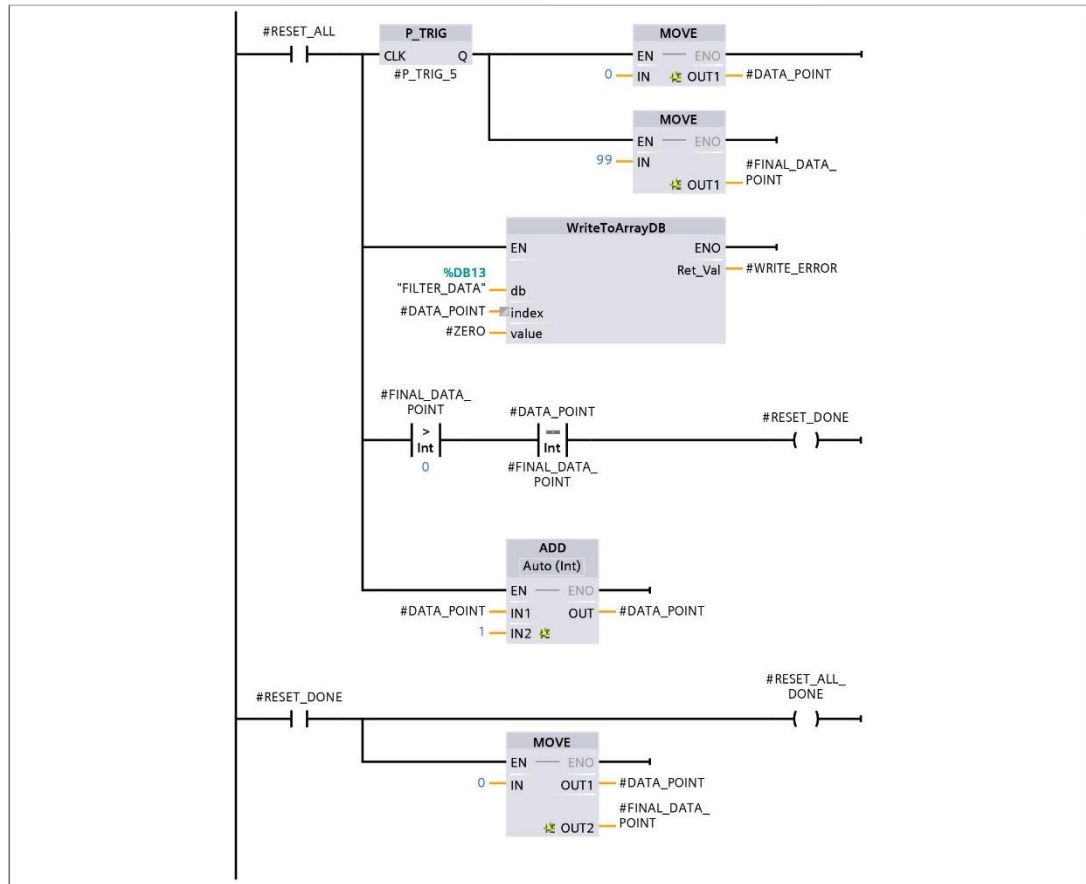 #RESET_ALL
P_TRIG
CLK Q
#P_TRIG_5
MOVE
EN ENO
0 IN OUT1 #DATA_POINT
MOVE
EN ENO
99 IN
OUT1 #FINAL_DATA_
POINT
WriteToArrayDB
EN ENO
Ret_Val #WRITE_ERROR
%DB13
"FILTER_DATA" db
#DATA_POINT index
#ZERO value
#FINAL_DATA_
POINT
>
Int
0
#DATA_POINT
==
Int
#FINAL_DATA_
POINT
#RESET_DONE
ADD
Auto (Int)
EN ENO
#DATA_POINT IN1 OUT #DATA_POINT
1 IN2
#RESET_DONE
#RESET_ALL_
DONE
MOVE
EN ENO
0 IN OUT1 #DATA_POINT
OUT2 #FINAL_DATA_
POINT